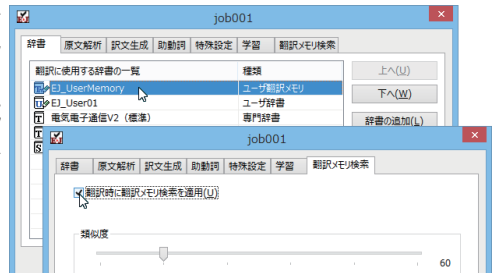 job001
辞書 原文解析 訳文生成 助動詞 特殊設定 学習 翻訳メモリ検索
翻訳に使用する辞書の一覧 種類
上へ(U)
EJ_UserMemory ユーザ翻訳メモリ
下へ(W)
EJ_User01 ユーザ辞書
電気電子通信V2（標準） 専門辞書
辞書の追加(L)
job001
辞書 原文解析 訳文生成 助動詞 特殊設定 学習 翻訳メモリ検索
翻訳時に翻訳メモリ検索を適用(U)
類似度
60